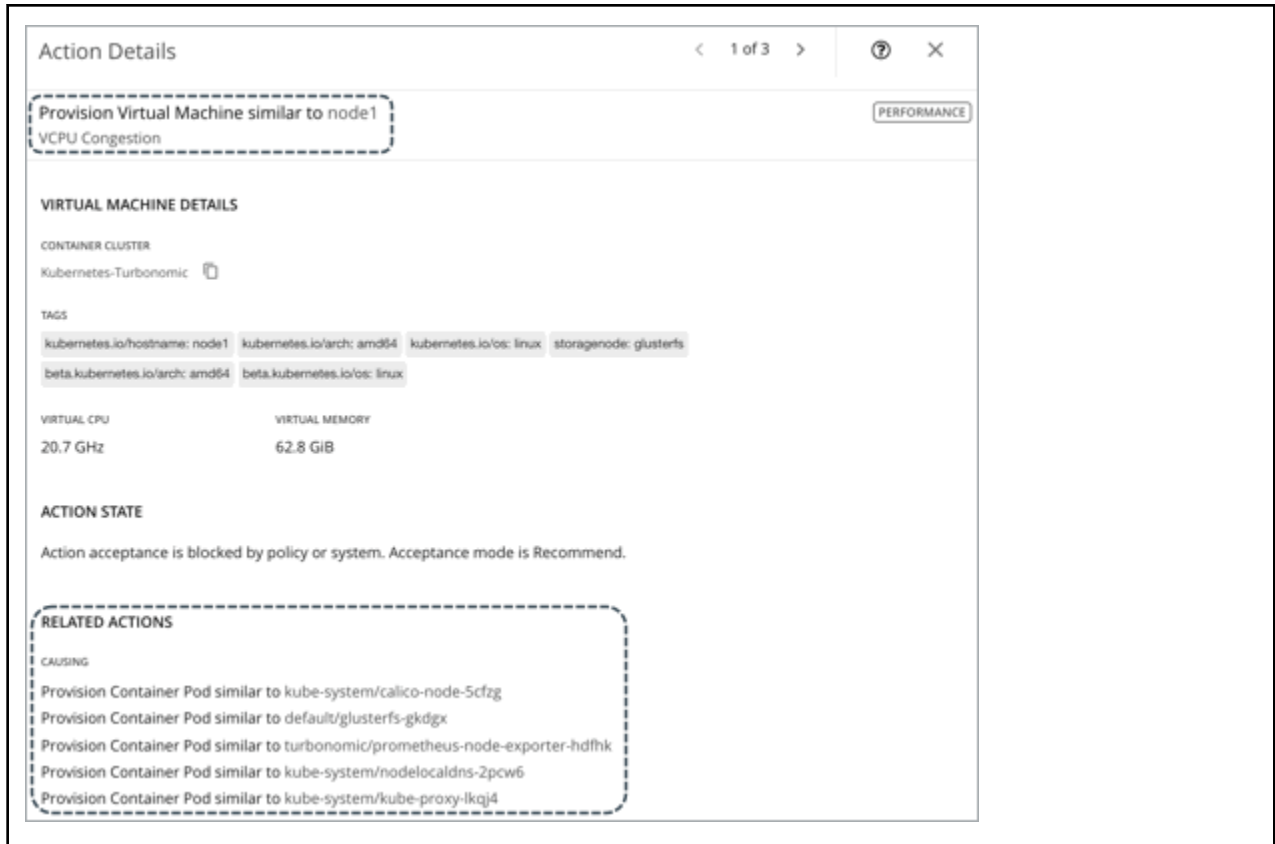 Action Details
1 of 3
Provision Virtual Machine similar to node1
PERFORMANCE
VCPU Congestion
VIRTUAL MACHINE DETAILS
CONTAINER CLUSTER
Kubernetes-Turbonomic
TAGS
kubernetes.io/hostname: node1 kubernetes.io/arch: amd64 kubernetes.io/os: linux storagenode: glusterfs
beta.kubernetes.io/arch: amd64 beta.kubernetes.io/os: linux
VIRTUAL CPU VIRTUAL MEMORY
20.7 GHz 62.8 GiB
ACTION STATE
Action acceptance is blocked by policy or system. Acceptance mode is Recommend.
RELATED ACTIONS
CAUSING
Provision Container Pod similar to kube-system/calico-node-5cfzg
Provision Container Pod similar to default/glusterfs-gkdgx
Provision Container Pod similar to turbonomic/prometheus-node-exporter-hdfhk
Provision Container Pod similar to kube-system/nodelocaldns-2pcw6
Provision Container Pod similar to kube-system/kube-proxy-lkqj4